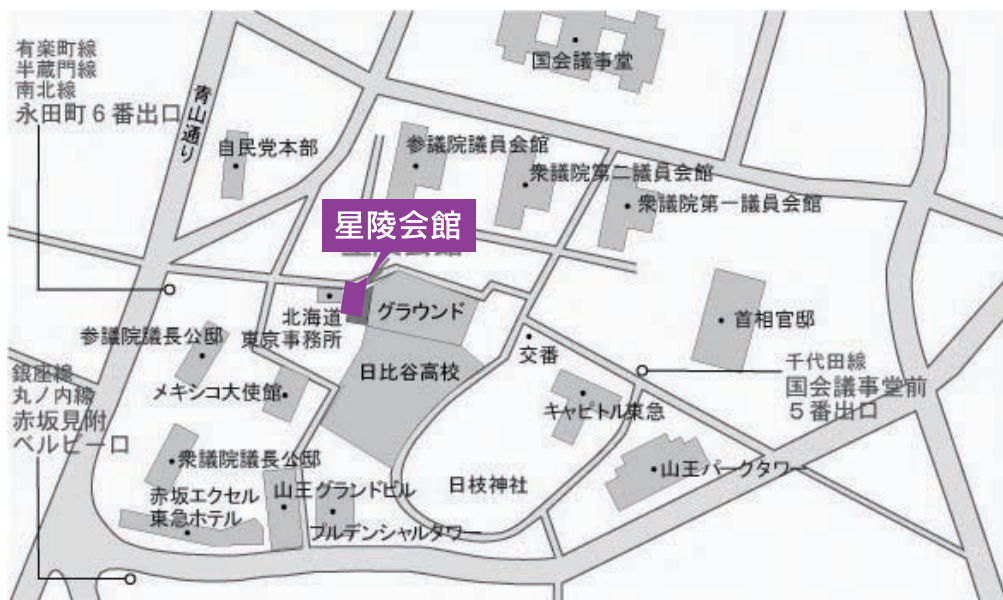 有楽町線
半蔵門線
南北線
永田町６番出口
青山通り
国会議事堂
自民党本部
参議院議員会館
衆議院第二議員会館
衆議院第一議員会館
星陵会館
北海道
東京事務所
グラウンド
首相官邸
参議院議長公邸
日比谷高校
交番
千代田線
国会議事堂前
５番出口
銀座線
丸ノ内線
赤坂見附
ベルビー口
メキシコ大使館
キャピトル東急
衆議院議長公邸
日枝神社
山王パークタワー
赤坂エクセル
東急ホテル
山王グランドビル
プルデンシャルタワー